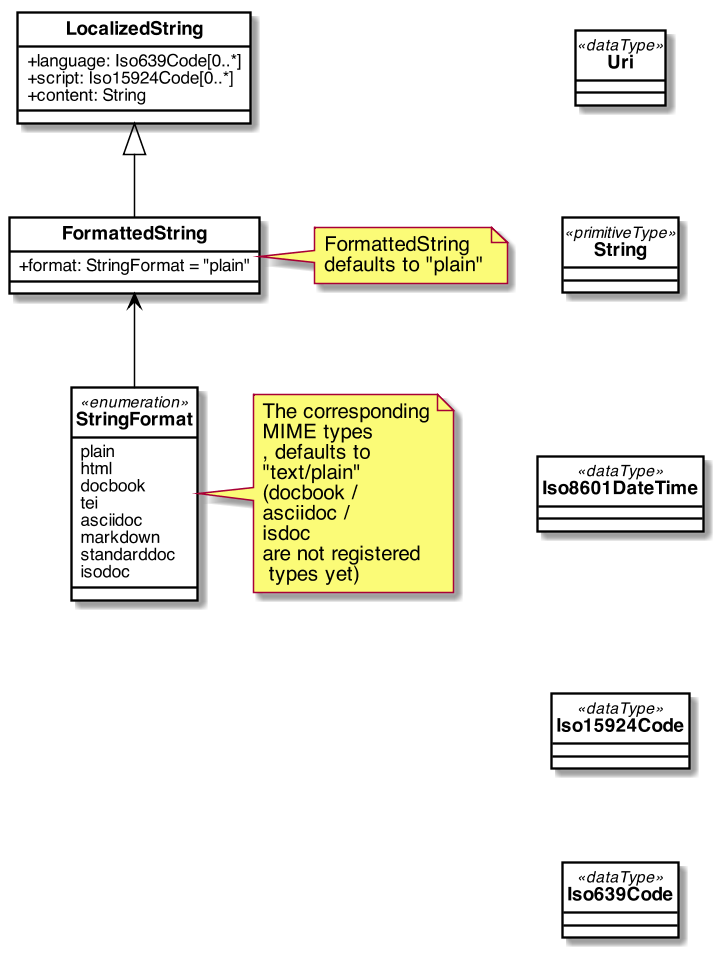 LocalizedString
+language: Iso639Code[0..*]
+script: Iso15924Code[0..*]
+content: String
«dataType»
Uri
FormattedString
+format: StringFormat = "plain"
FormattedString
defaults to "plain"
«primitiveType»
String
«enumeration»
StringFormat
plain
html
docbook
tei
asciidoc
markdown
standarddoc
isodoc
The corresponding
MIME types
, defaults to
"text/plain"
(docbook /
asciidoc /
isdoc
are not registered
types yet)
«dataType»
Iso8601DateTime
«dataType»
Iso15924Code
«dataType»
Iso639Code